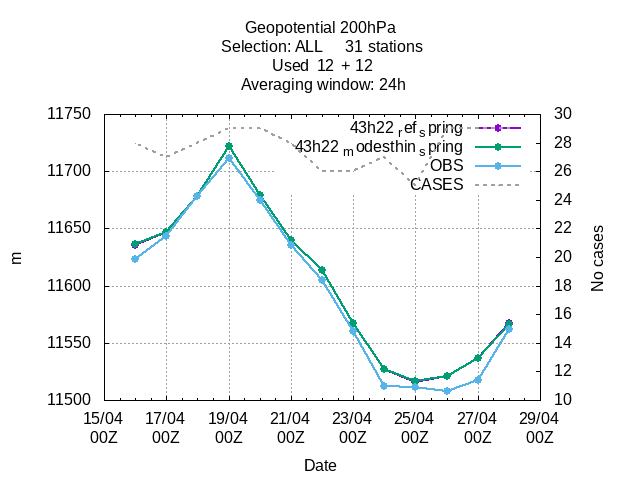 Geopotential 200hPa
Selection: ALL     31 stations
Used  12  + 12
Averaging window: 24h
11750
11700
11650
11600
11550
11500
m
30
28
26
24
22
20
18
16
14
12
10
No cases
43h22 ref spring
43h22 modesthin spring
OBS
CASES
15/04 17/04 19/04 21/04 23/04 25/04 27/04 29/04
00Z 00Z 00Z 00Z 00Z 00Z 00Z 00Z
Date